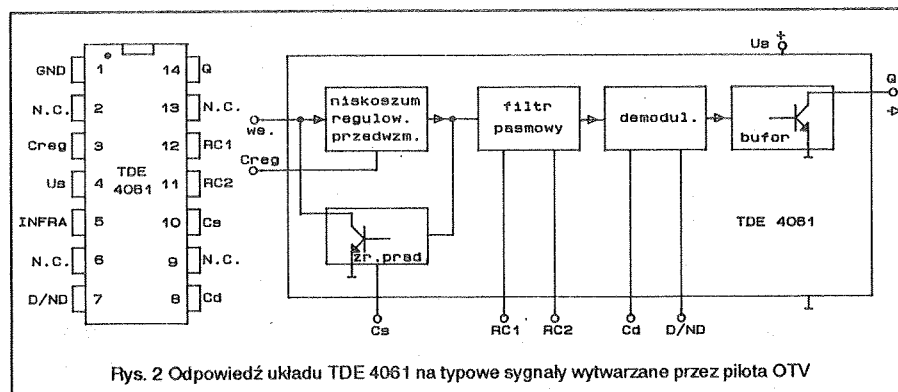 GND 1 14 Q
N.C. 2 13 N.C.
Creg 3 12 RC1
TDE
4061
Us 4 11 RC2
INFRA 5 10 Cs
N.C. 6 9 N.C.
D/ND 7 8 Cd
Us +
we.
Creg
niskoszum
regulow.
przedwzm.
filtr
pasmowy
demodul.
bufor
Q
zr.prad
TDE 4061
Cs
RC1
RC2
Cd
D/ND
Rys. 2 Odpowiedź układu TDE 4061 na typowe sygnały wytwarzane przez pilota OTV